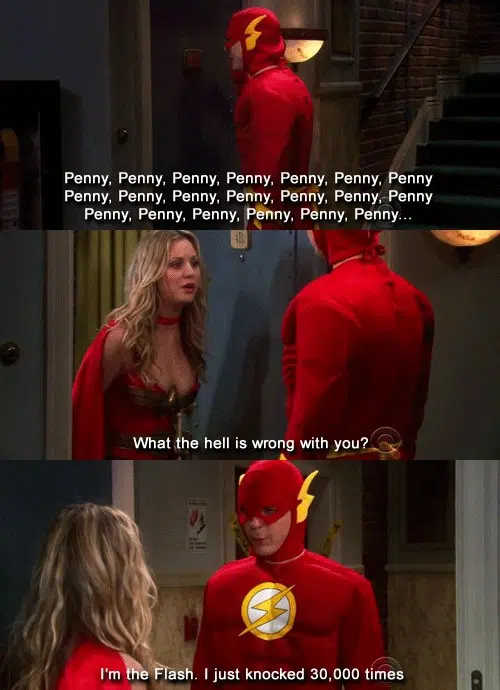 Penny, Penny, Penny, Penny, Penny, Penny, Penny
Penny, Penny, Penny, Penny, Penny, Penny, Penny
Penny, Penny, Penny, Penny, Penny, Penny...
What the hell is wrong with you?
I'm the Flash. I just knocked 30,000 times